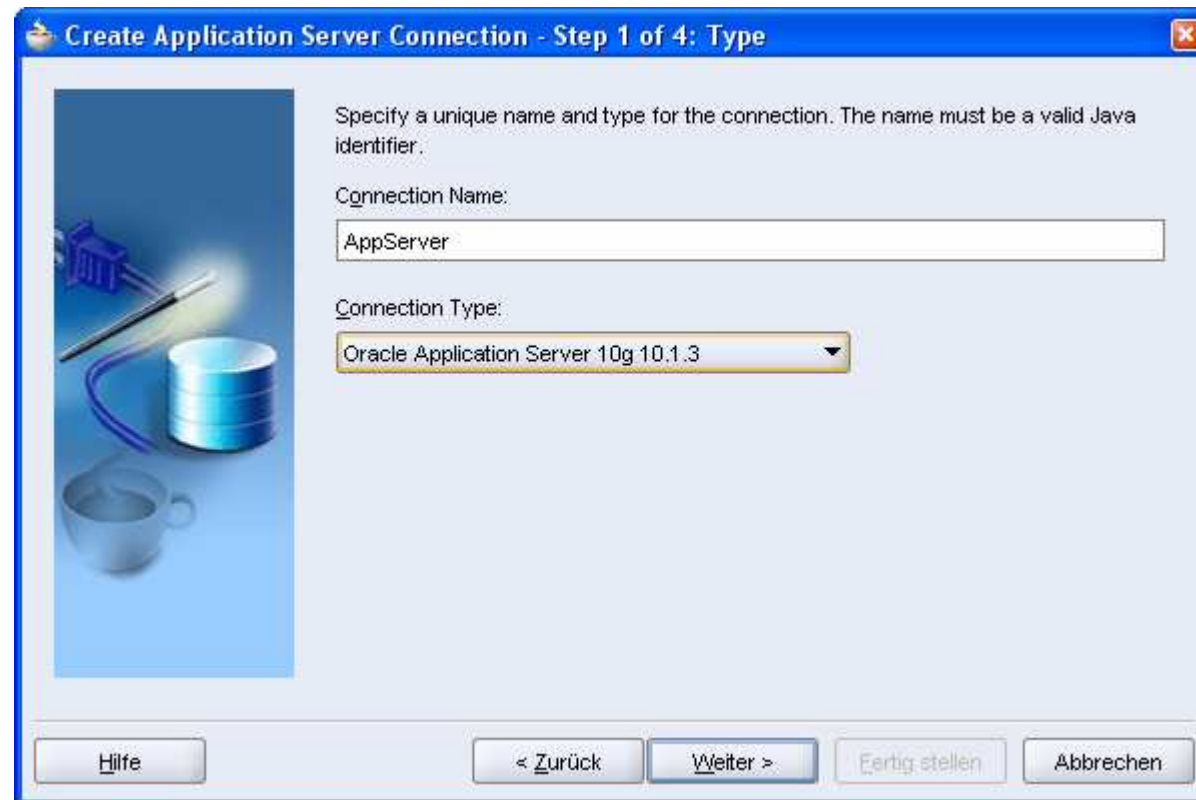 Create Application Server Connection - Step 1 of 4: Type
Specify a unique name and type for the connection. The name must be a valid Java
identifier.
Connection Name:
AppServer
Connection Type:
Oracle Application Server 10g 10.1.3
Hilfe
< Zurück
Weiter >
Fertig stellen
Abbrechen